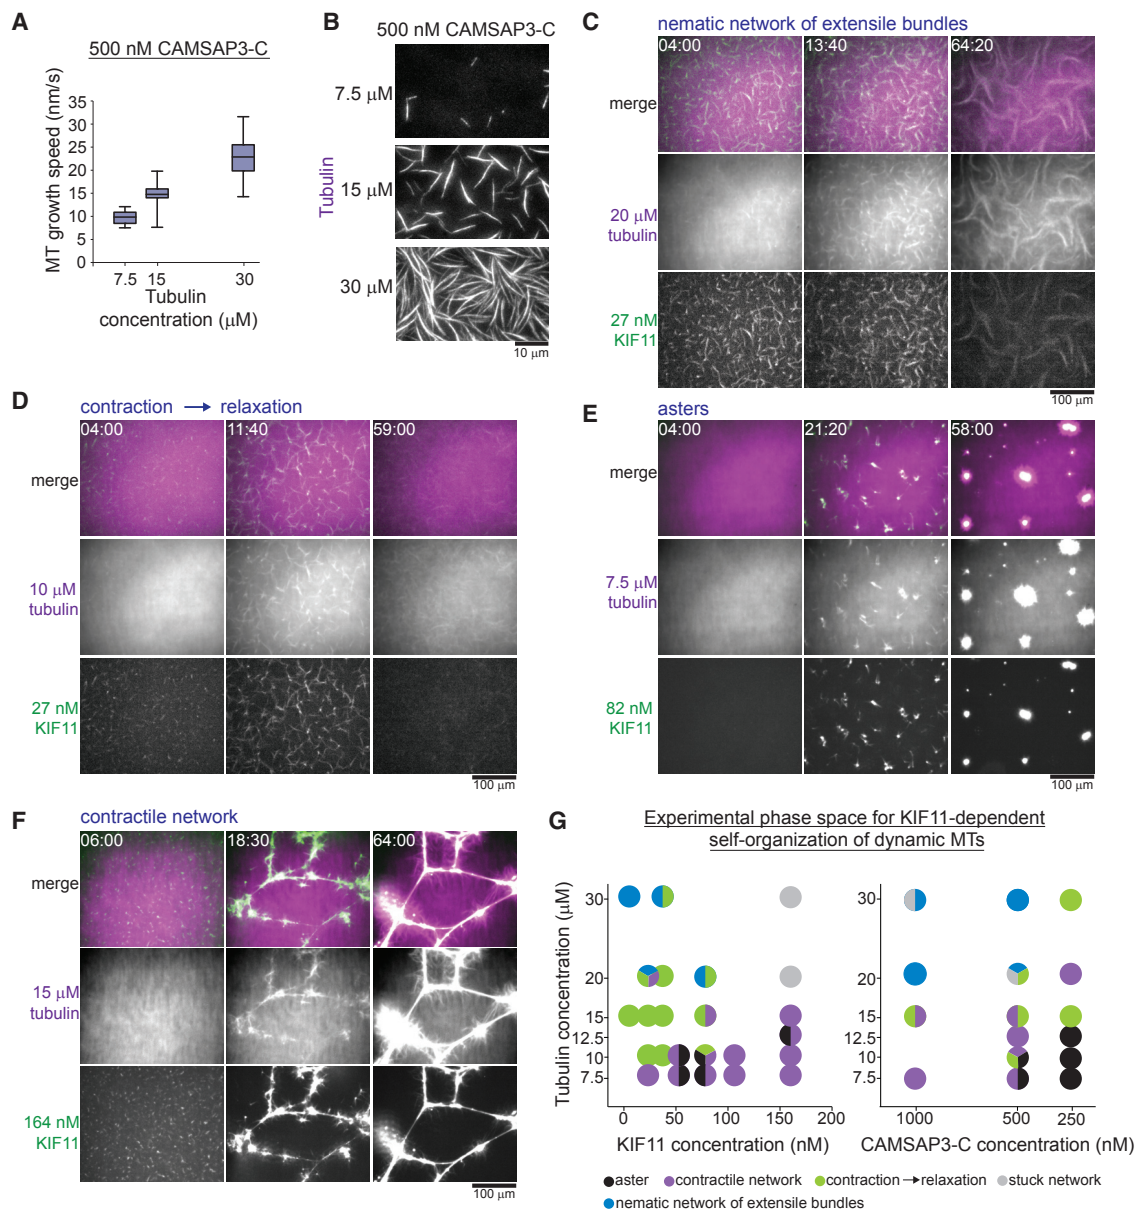 A
500 nM CAMSAP3-C
MT growth speed (nm/s)
35
30
25
20
15
10
5
0
7.5
15
30
Tubulin
concentration (μM)
B
500 nM CAMSAP3-C
Tubulin
7.5 μM
15 μM
30 μM
10 μm
C
nematic network of extensile bundles
04:00
13:40
64:20
merge
20 μM
tubulin
27 nM
KIF11
100 μm
D
contraction → relaxation
04:00
11:40
59:00
merge
10 μM
tubulin
27 nM
KIF11
100 μm
E
asters
04:00
21:20
58:00
merge
7.5 μM
tubulin
82 nM
KIF11
100 μm
F
contractile network
06:00
18:30
64:00
merge
15 μM
tubulin
164 nM
KIF11
100 μm
G
Experimental phase space for KIF11-dependent
self-organization of dynamic MTs
Tubulin concentration (μM)
30
20
15
12.5
10
7.5
0
50
100
150
200
KIF11 concentration (nM)
30
20
15
12.5
10
7.5
1000
500
250
CAMSAP3-C concentration (nM)
aster
contractile network
contraction → relaxation
stuck network
nematic network of extensile bundles